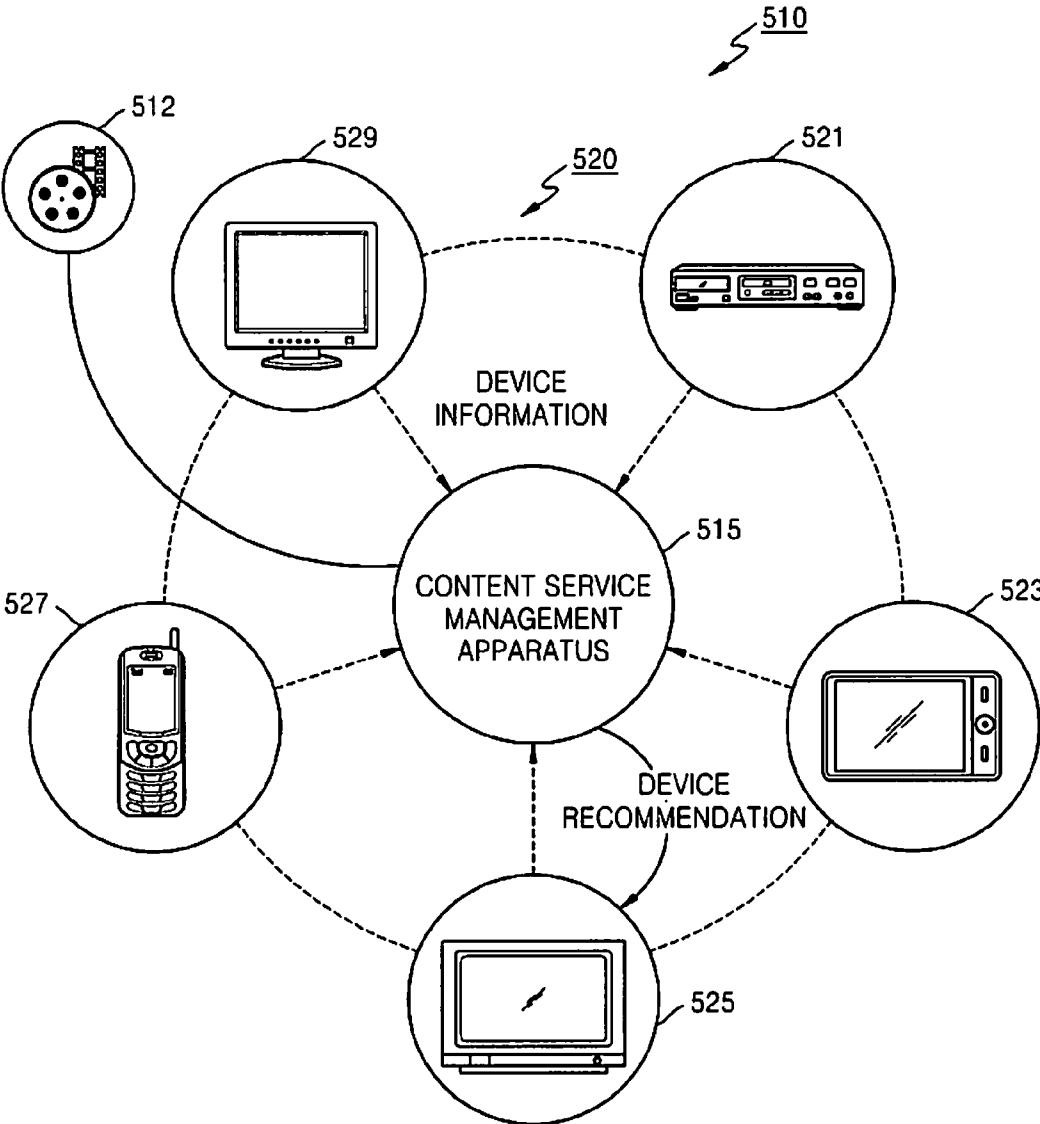 510
512
529
520
521
DEVICE
INFORMATION
515
CONTENT SERVICE
MANAGEMENT
APPARATUS
527
523
DEVICE
RECOMMENDATION
525